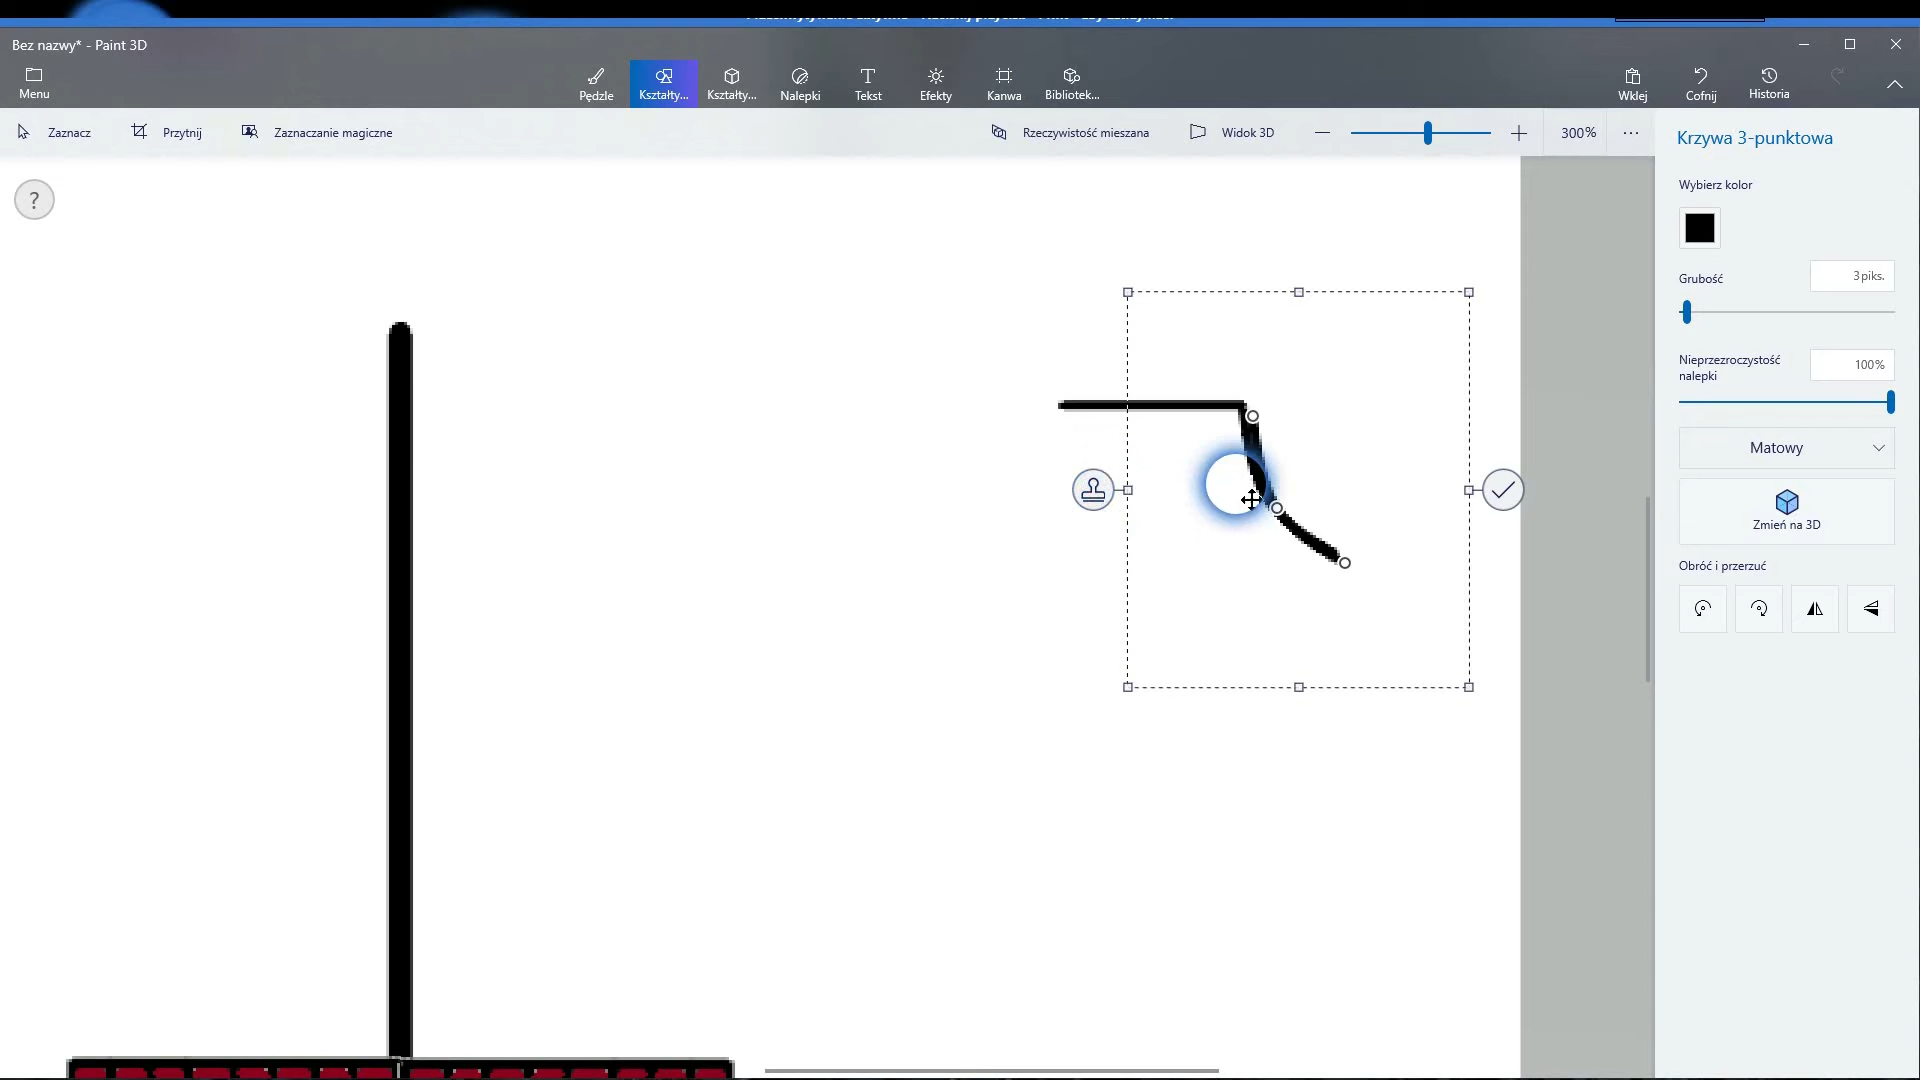 Bez nazwy* - Paint 3D
Menu
Pędzle
Kształty...
Kształty...
Nalepki
Tekst
Efekty
Kanwa
Bibliotek...
Wklej
Cofnij
Historia
Zaznacz
Przytnij
Zaznaczanie magiczne
Rzeczywistość mieszana
Widok 3D
300%
?
Krzywa 3-punktowa
Wybierz kolor
Grubość
3 piks.
Nieprzezroczystość
nalepki
100%
Matowy
Zmień na 3D
Obróć i przerzuć